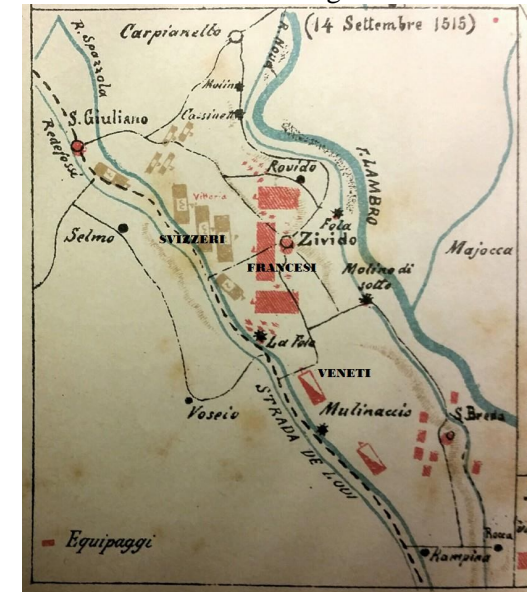 (14 Settembre 1515)
Carpianello
R. Nova
R. Spazzola
Molino
S. Giuliano
Redefossi
Rovido
r. LAMBRO
Vittoria
Fola
Selmo
SVIZZERI
Zivido
Majocca
FRANCESI
Molino di
sotto
La Fola
VENETI
Voseio
Mulinaccio
S. Brera
STRADA DE LODI
Equipaggi
Rampina
Rocca